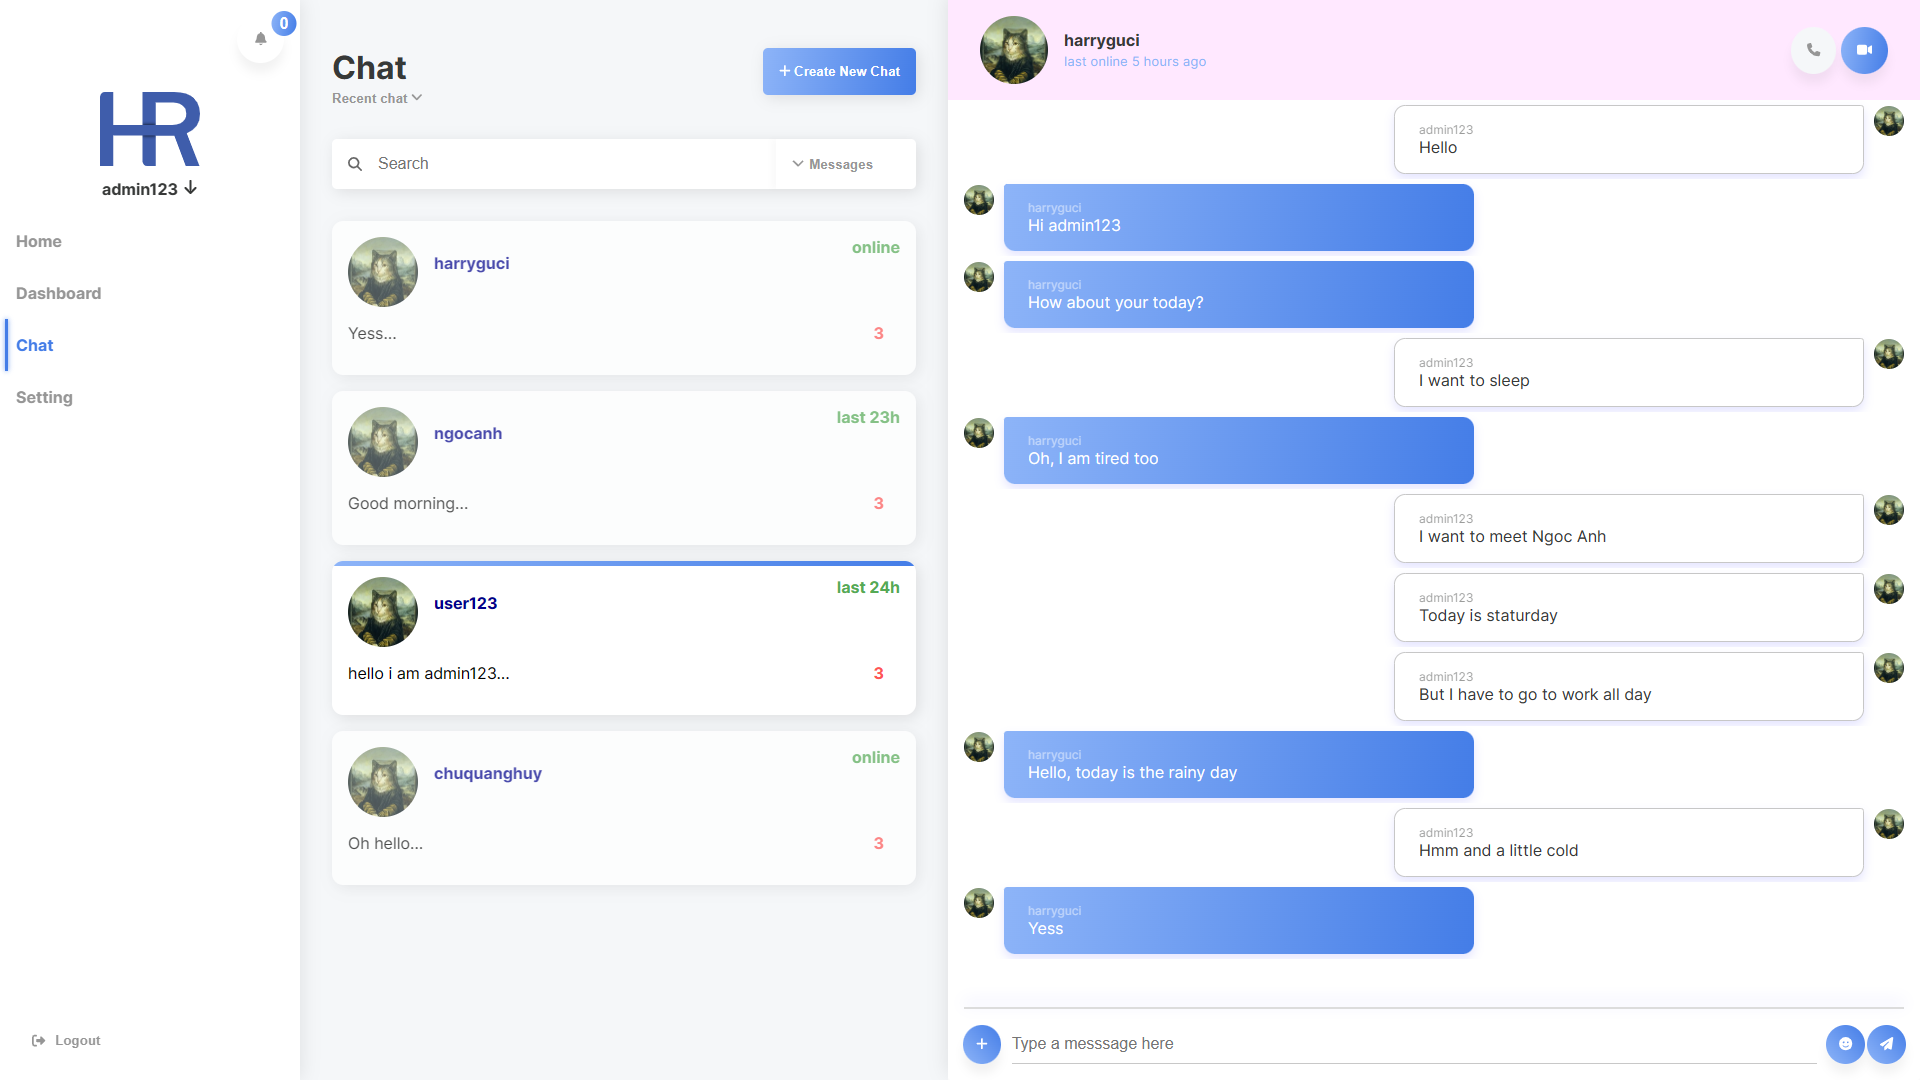 0
HR
admin123
Home
Dashboard
Chat
Setting
Logout
Chat
Recent chat
+ Create New Chat
Search
Messages
harryguci
online
Yess...
3
ngocanh
last 23h
Good morning...
3
user123
last 24h
hello i am admin123...
3
chuquanghuy
online
Oh hello...
3
harryguci
last online 5 hours ago
admin123
Hello
harryguci
Hi admin123
harryguci
How about your today?
admin123
I want to sleep
harryguci
Oh, I am tired too
admin123
I want to meet Ngoc Anh
admin123
Today is staturday
admin123
But I have to go to work all day
harryguci
Hello, today is the rainy day
admin123
Hmm and a little cold
harryguci
Yess
Type a messsage here